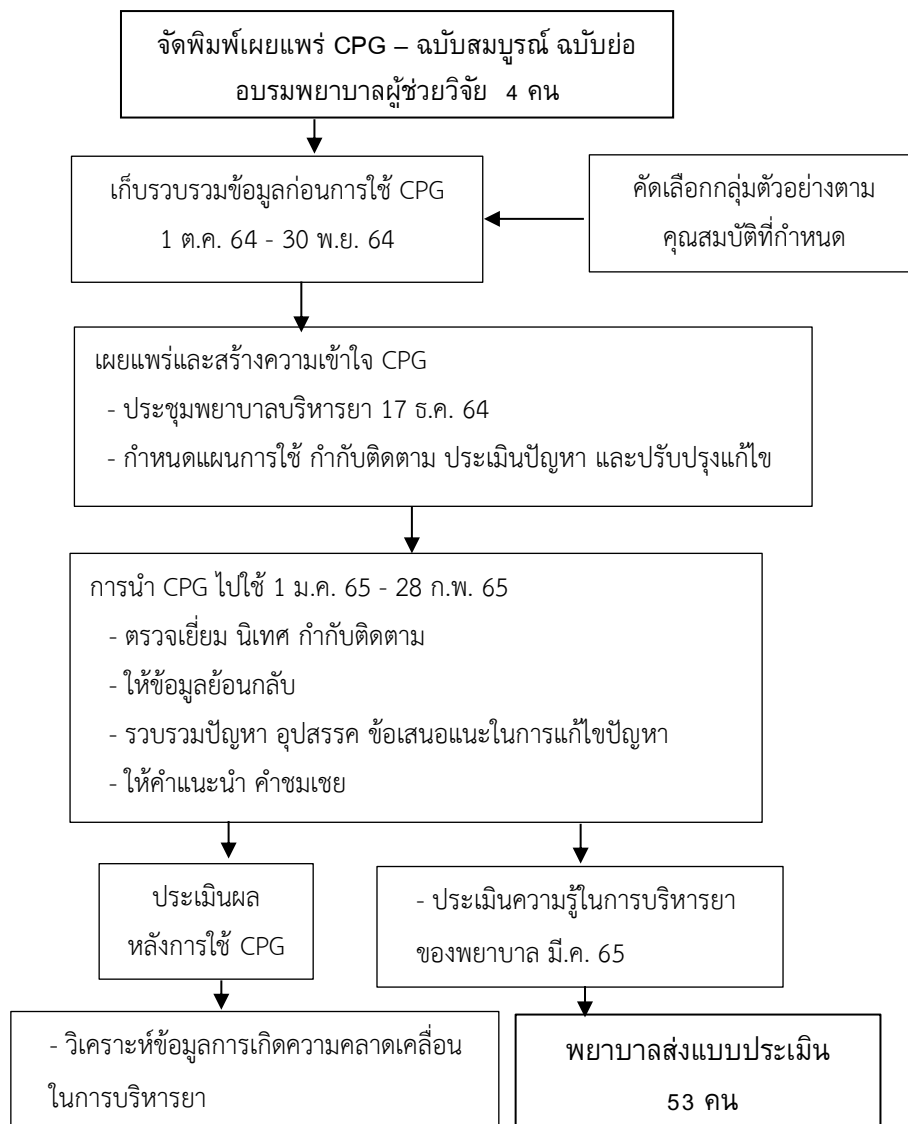 จัดพิมพ์เผยแพร่ CPG – ฉบับสมบูรณ์ ฉบับย่อ
อบรมพยาบาลผู้ช่วยวิจัย 4 คน
เก็บรวบรวมข้อมูลก่อนการใช้ CPG
1 ต.ค. 64 - 30 พ.ย. 64
คัดเลือกกลุ่มตัวอย่างตาม
คุณสมบัติที่กำหนด
เผยแพร่และสร้างความเข้าใจ CPG
- ประชุมพยาบาลบริหารยา 17 ธ.ค. 64
- กำหนดแผนการใช้ กำกับติดตาม ประเมินปัญหา และปรับปรุงแก้ไข
การนำ CPG ไปใช้ 1 ม.ค. 65 - 28 ก.พ. 65
- ตรวจเยี่ยม นิเทศ กำกับติดตาม
- ให้ข้อมูลย้อนกลับ
- รวบรวมปัญหา อุปสรรค ข้อเสนอแนะในการแก้ไขปัญหา
- ให้คำแนะนำ คำชมเชย
ประเมินผล
หลังการใช้ CPG
- ประเมินความรู้ในการบริหารยา
ของพยาบาล มี.ค. 65
- วิเคราะห์ข้อมูลการเกิดความคลาดเคลื่อน
ในการบริหารยา
พยาบาลส่งแบบประเมิน
53 คน